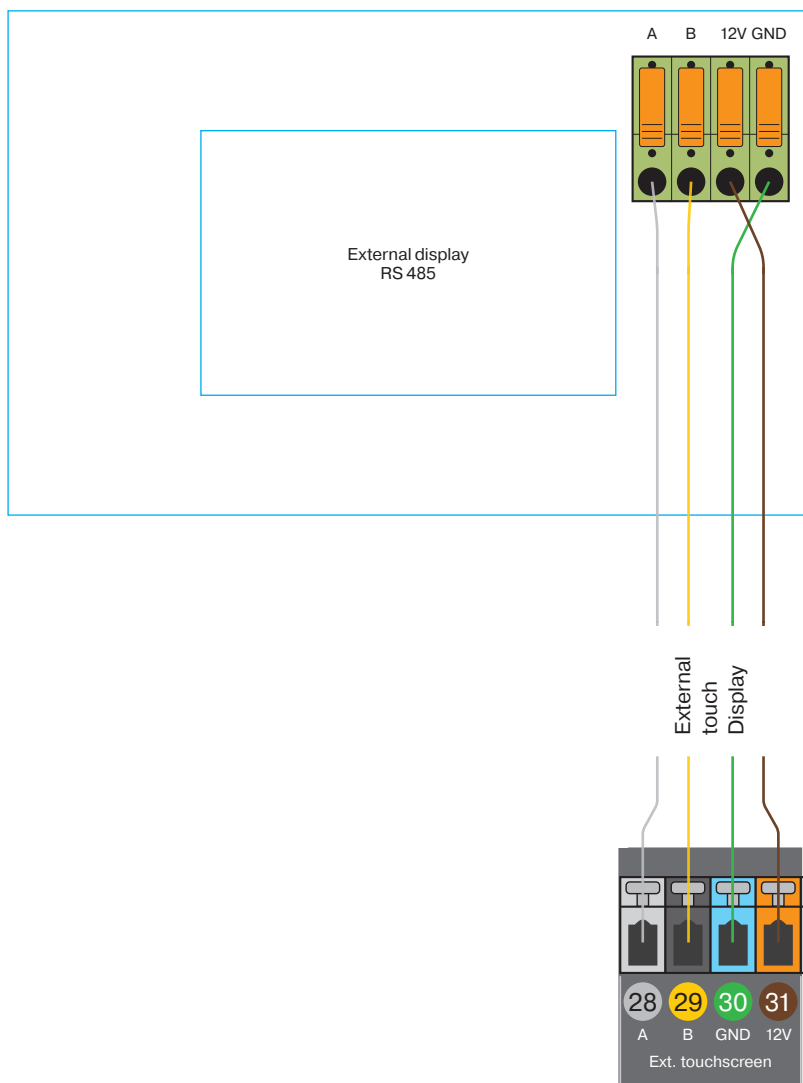 A B 12V GND
External display
RS 485
External
touch
Display
28 29 30 31
A B GND 12V
Ext. touchscreen